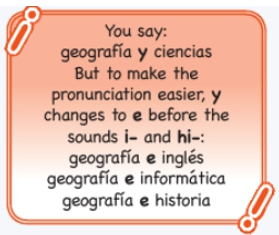 You say:
geografía y ciencias
But to make the
pronunciation easier, y
changes to e before the
sounds i- and hi-:
geografía e inglés
geografía e informática
geografía e historia